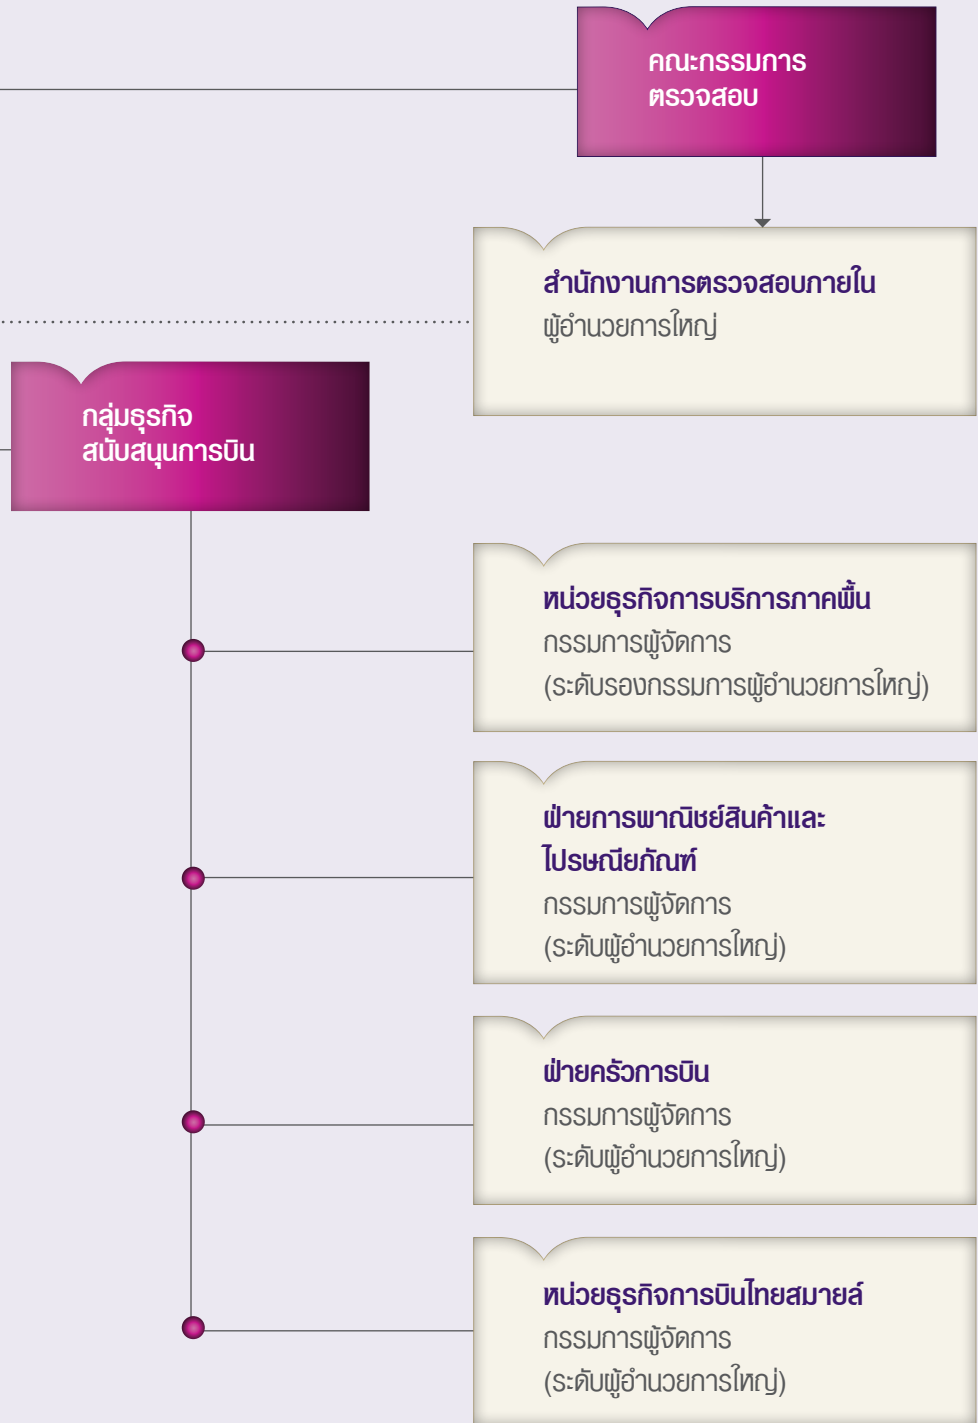 คณะกรรมการ
ตรวจสอบ
สำนักงานการตรวจสอบภายใน
ผู้อำนวยการใหญ่
กลุ่มธุรกิจ
สนับสนุนการบิน
หน่วยธุรกิจการบริการภาคพื้น
กรรมการผู้จัดการ
(ระดับรองกรรมการผู้อำนวยการใหญ่)
ฝ่ายการพาณิชย์สินค้าและ
ไปรษณียภัณฑ์
กรรมการผู้จัดการ
(ระดับผู้อำนวยการใหญ่)
ฝ่ายครัวการบิน
กรรมการผู้จัดการ
(ระดับผู้อำนวยการใหญ่)
หน่วยธุรกิจการบินไทยสมายล์
กรรมการผู้จัดการ
(ระดับผู้อำนวยการใหญ่)